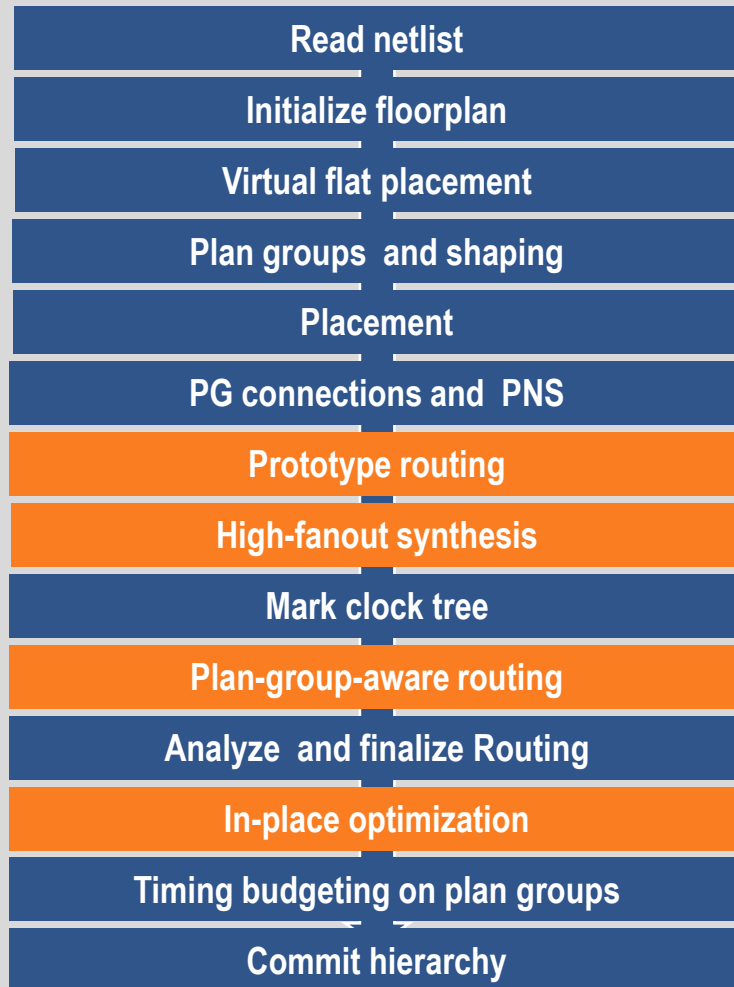 Read netlist
Initialize floorplan
Virtual flat placement
Plan groups  and shaping
Placement
PG connections and  PNS
Prototype routing
High-fanout synthesis
Mark clock tree
Plan-group-aware routing
Analyze  and finalize Routing
In-place optimization
Timing budgeting on plan groups
Commit hierarchy